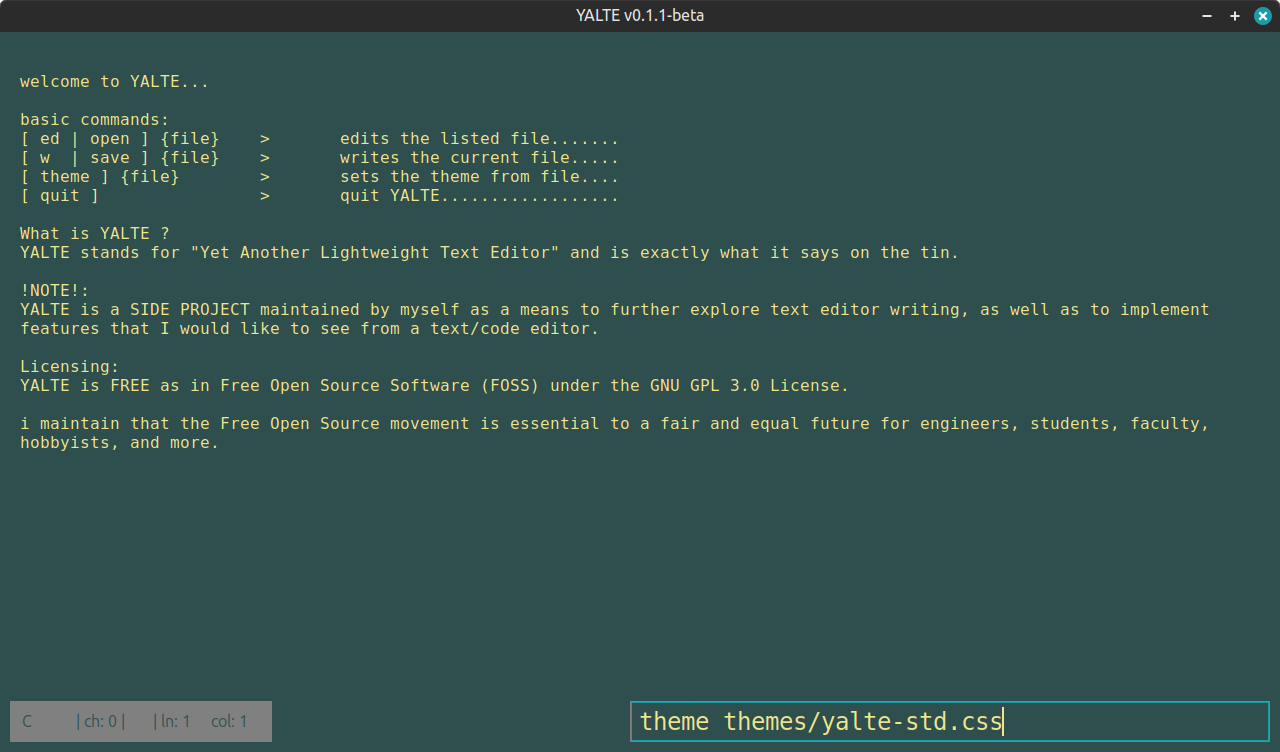 YALTE v0.1.1-beta
welcome to YALTE...
basic commands:
[ ed | open ] {file}    >       edits the listed file.......
[ w  | save ] {file}    >       writes the current file.....
[ theme ] {file}        >       sets the theme from file....
[ quit ]                >       quit YALTE..................
What is YALTE ?
YALTE stands for "Yet Another Lightweight Text Editor" and is exactly what it says on the tin.
!NOTE!:
YALTE is a SIDE PROJECT maintained by myself as a means to further explore text editor writing, as well as to implement
features that I would like to see from a text/code editor.
Licensing:
YALTE is FREE as in Free Open Source Software (FOSS) under the GNU GPL 3.0 License.
i maintain that the Free Open Source movement is essential to a fair and equal future for engineers, students, faculty,
hobbyists, and more.
C | ch: 0 | | ln: 1 col: 1
theme themes/yalte-std.css